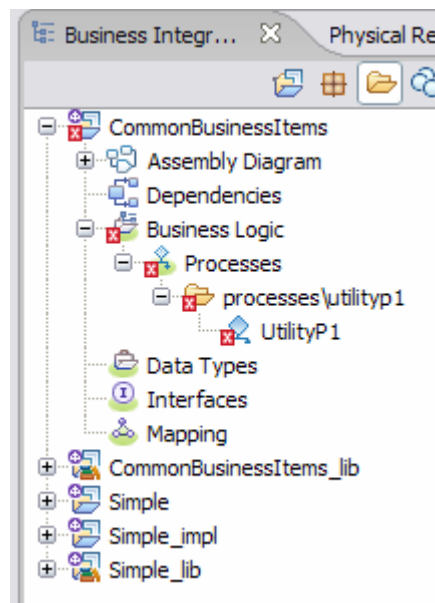 Business Integr... Physical Re
CommonBusinessItems
Assembly Diagram
Dependencies
Business Logic
Processes
processes\utilityp1
UtilityP1
Data Types
Interfaces
Mapping
CommonBusinessItems_lib
Simple
Simple_impl
Simple_lib